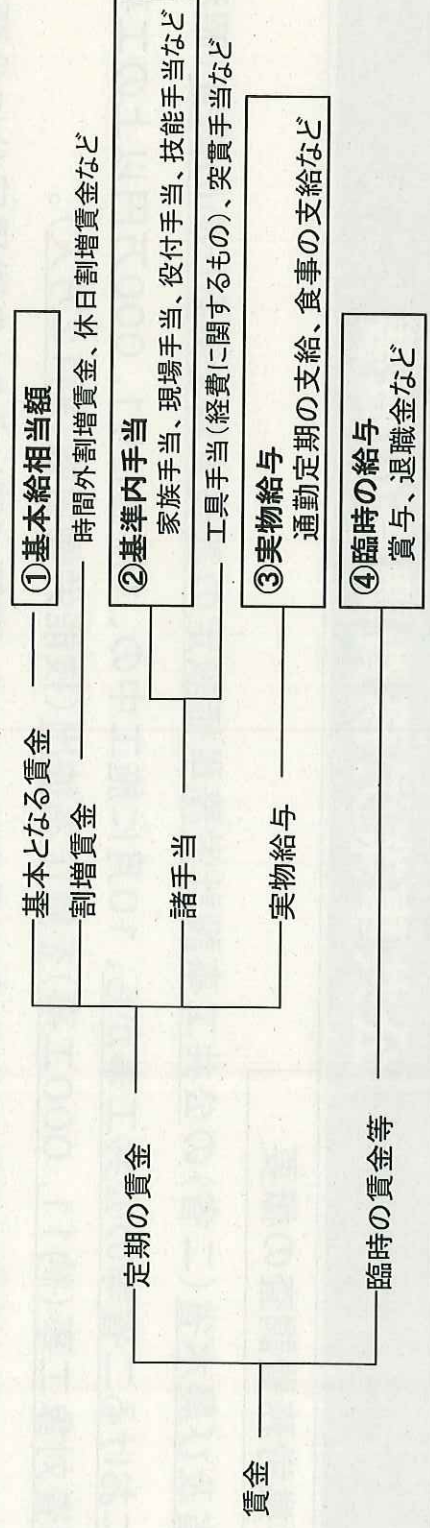 賃金
定期の賃金
基本となる賃金
①基本給相当額
割増賃金
時間外割増賃金、休日割増賃金など
諸手当
②基準内手当
家族手当、現場手当、役付手当、技能手当など
工具手当(経費に関するもの)、突貫手当など
実物給与
③実物給与
通勤定期の支給、食事の支給など
臨時の賃金等
④臨時の給与
賞与、退職金など